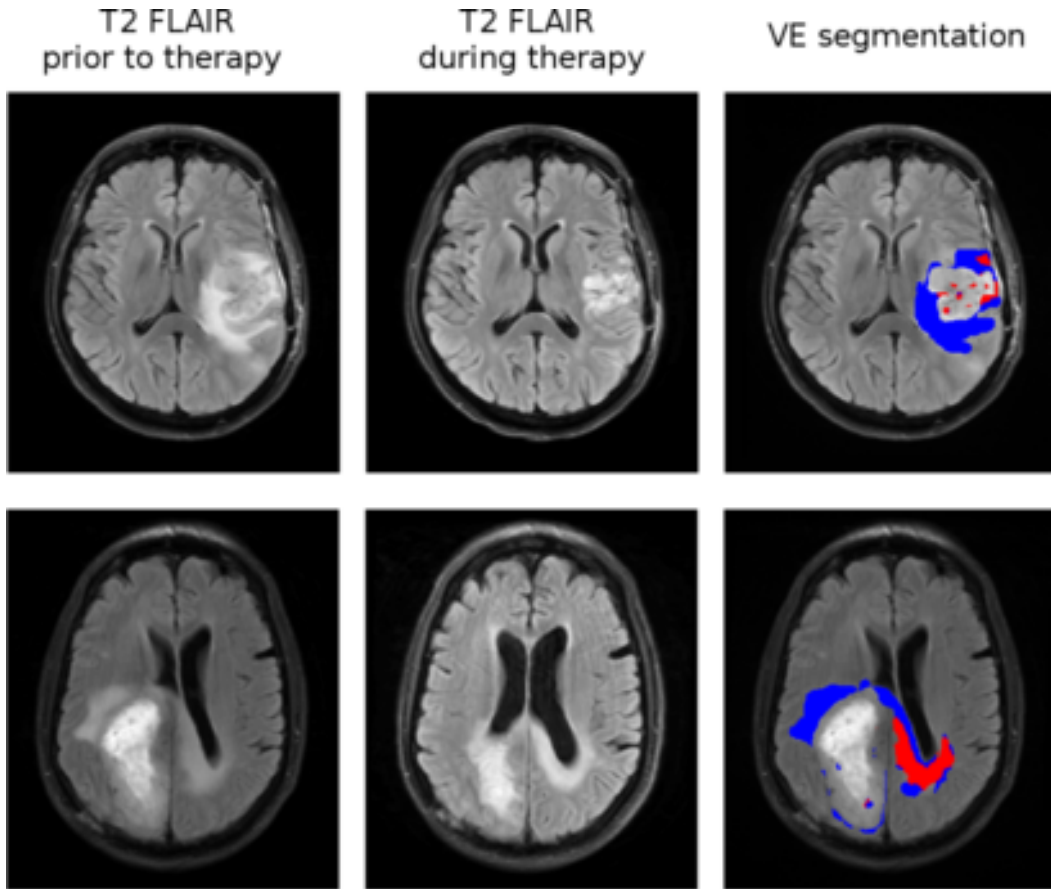 T2 FLAIR
prior to therapy
T2 FLAIR
during therapy
VE segmentation